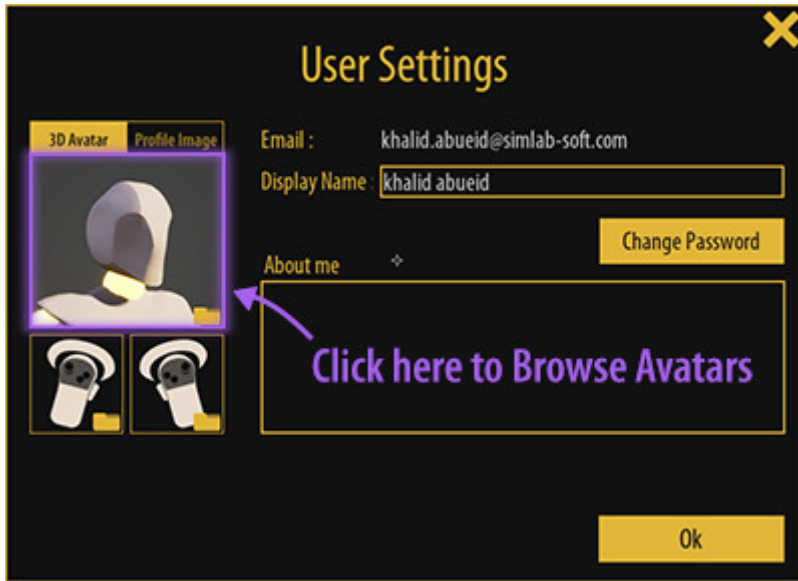 User Settings
3D Avatar Profile Image
Email : khalid.abueid@simlab-soft.com
Display Name : khalid abueid
Change Password
About me
Click here to Browse Avatars
Ok